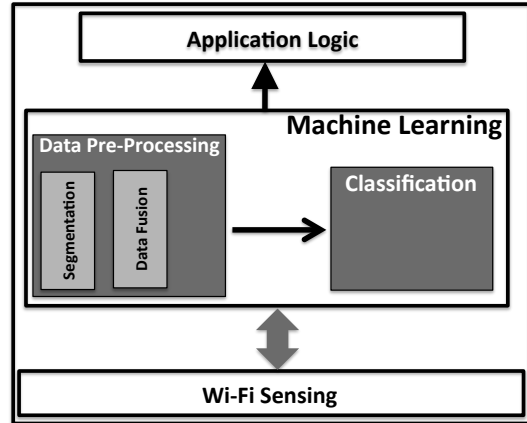 Application Logic
Machine Learning
Data Pre-Processing
Segmentation
Data Fusion
Classification
Wi-Fi Sensing